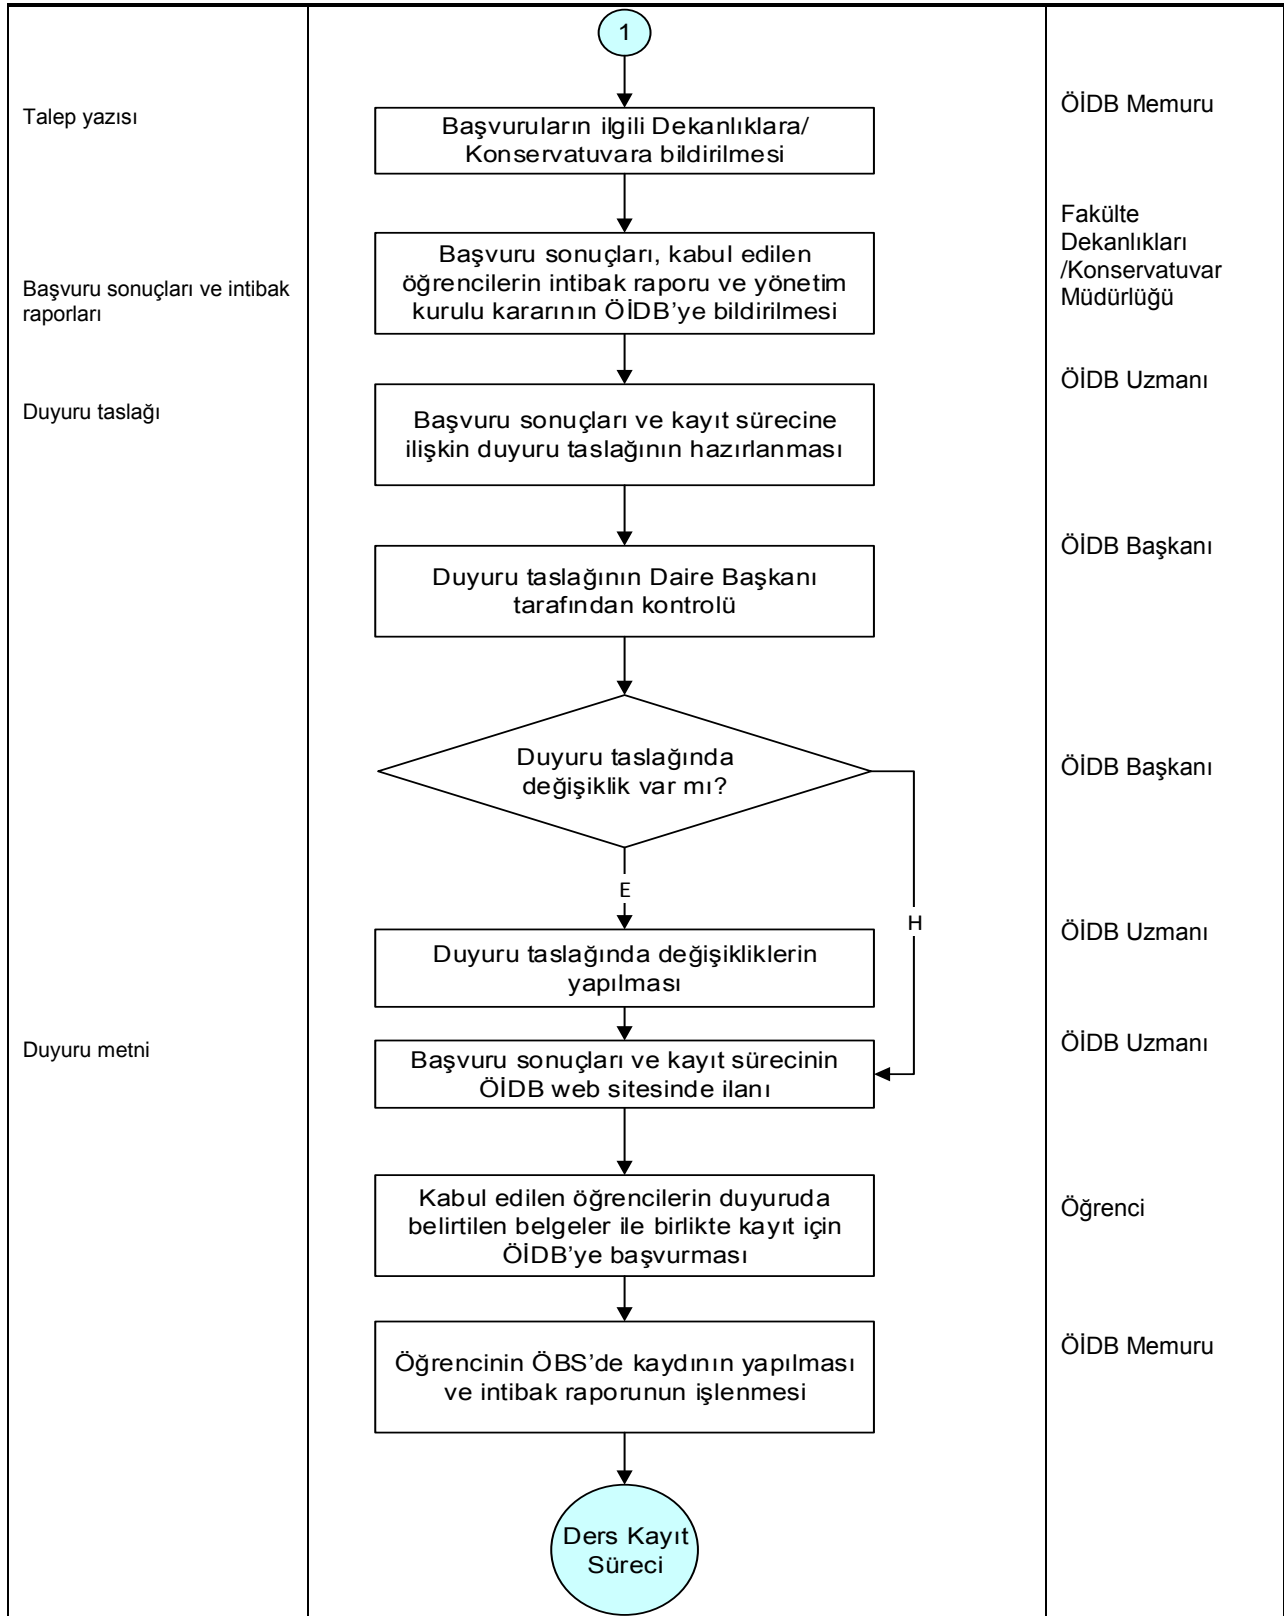 1
Talep yazısı
Başvuruların ilgili Dekanlıklara/
Konservatuvara bildirilmesi
ÖİDB Memuru
Başvuru sonuçları ve intibak
raporları
Başvuru sonuçları, kabul edilen
öğrencilerin intibak raporu ve yönetim
kurulu kararının ÖİDB’ye bildirilmesi
Fakülte
Dekanlıkları
/Konservatuvar
Müdürlüğü
Duyuru taslağı
Başvuru sonuçları ve kayıt sürecine
ilişkin duyuru taslağının hazırlanması
ÖİDB Uzmanı
Duyuru taslağının Daire Başkanı
tarafından kontrolü
ÖİDB Başkanı
Duyuru taslağında
değişiklik var mı?
ÖİDB Başkanı
E
H
Duyuru taslağında değişikliklerin
yapılması
ÖİDB Uzmanı
Duyuru metni
Başvuru sonuçları ve kayıt sürecinin
ÖİDB web sitesinde ilanı
ÖİDB Uzmanı
Kabul edilen öğrencilerin duyuruda
belirtilen belgeler ile birlikte kayıt için
ÖİDB’ye başvurması
Öğrenci
Öğrencinin ÖBS’de kaydının yapılması
ve intibak raporunun işlenmesi
ÖİDB Memuru
Ders Kayıt
Süreci